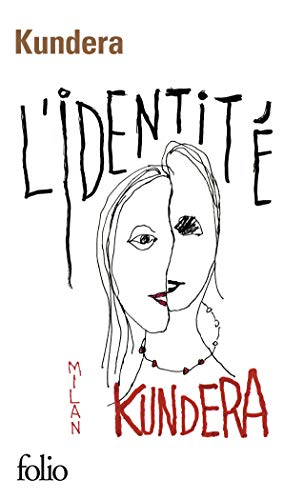 Kundera
L'IDENTITÉ
MILAN
KUNDERA
folio